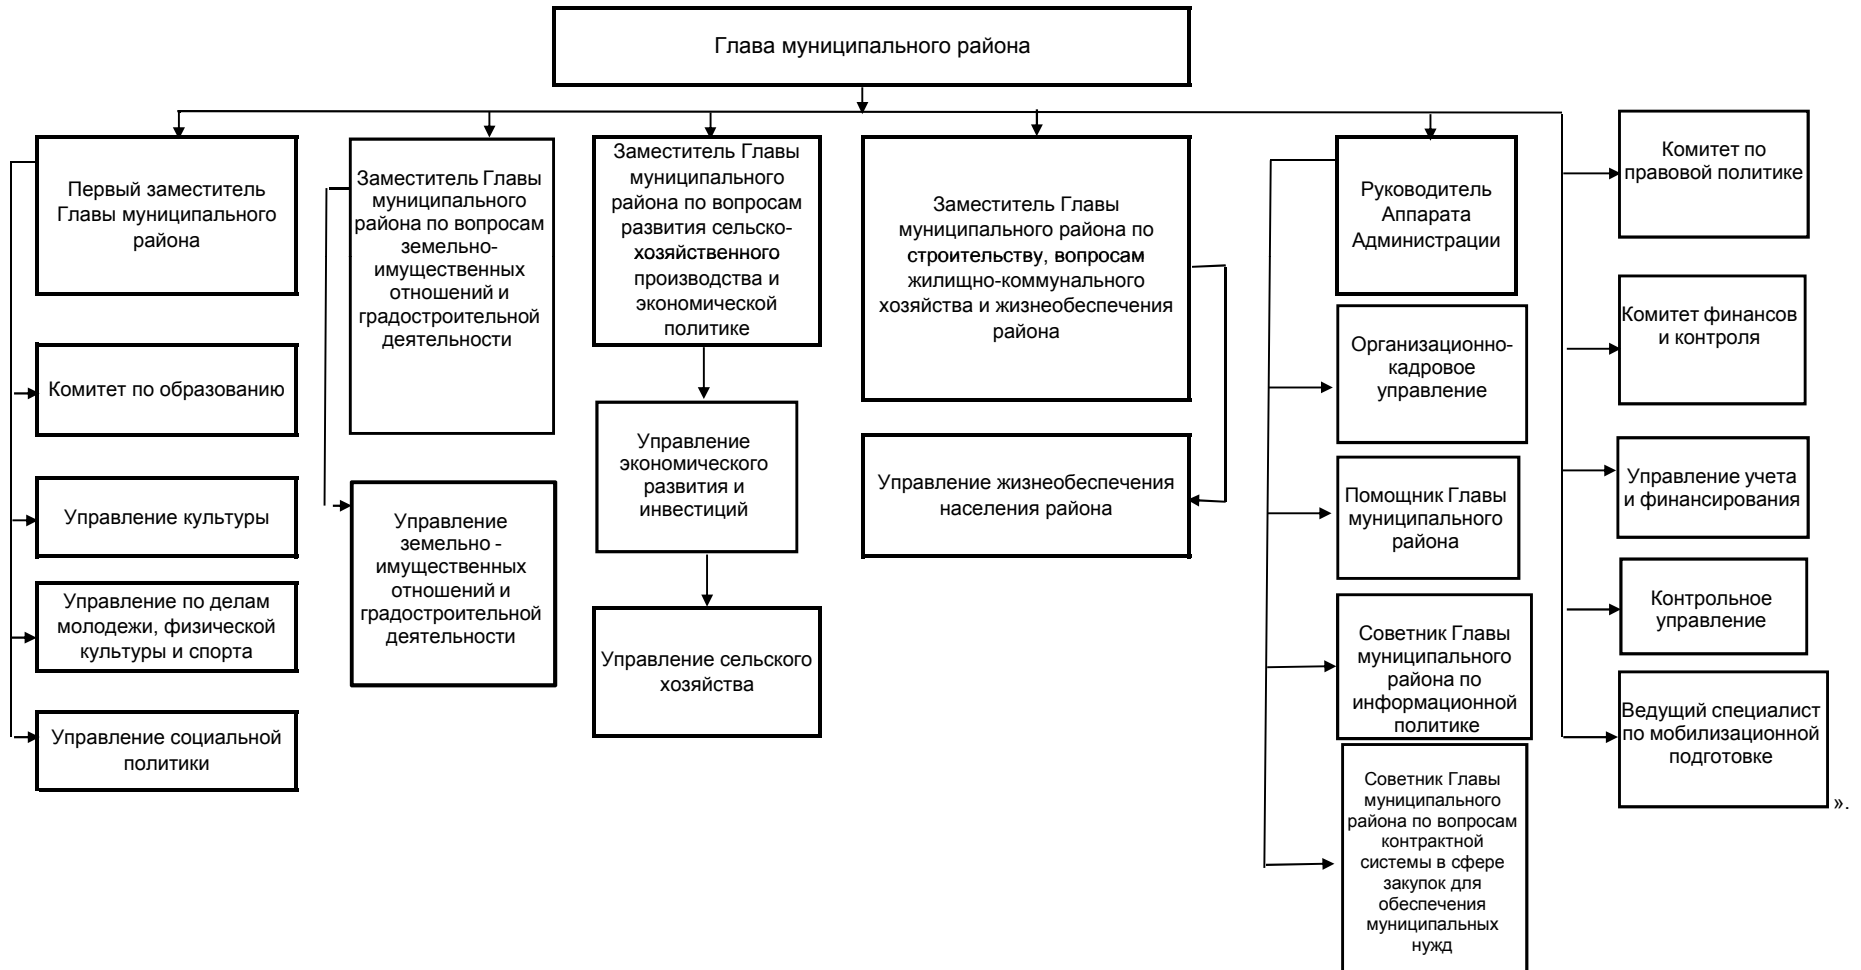 Глава муниципального района
Первый заместитель
Главы муниципального
района
Комитет по образованию
Управление культуры
Управление по делам
молодежи, физической
культуры и спорта
Управление социальной
политики
Заместитель Главы
муниципального
района по вопросам
земельно-
имущественных
отношений и
градостроительной
деятельности
Управление
земельно -
имущественных
отношений и
градостроительной
деятельности
Заместитель Главы
муниципального
района по вопросам
развития сельско-
хозяйственного
производства и
экономической
политике
Управление
экономического
развития и
инвестиций
Управление сельского
хозяйства
Заместитель Главы
муниципального района по
строительству, вопросам
жилищно-коммунального
хозяйства и жизнеобеспечения
района
Управление жизнеобеспечения
населения района
Руководитель
Аппарата
Администрации
Организационно-
кадровое
управление
Помощник Главы
муниципального
района
Советник Главы
муниципального
района по
информационной
политике
Советник Главы
муниципального
района по вопросам
контрактной
системы в сфере
закупок для
обеспечения
муниципальных
нужд
Комитет по
правовой политике
Комитет финансов
и контроля
Управление учета
и финансирования
Контрольное
управление
Ведущий специалист
по мобилизационной
подготовке
».